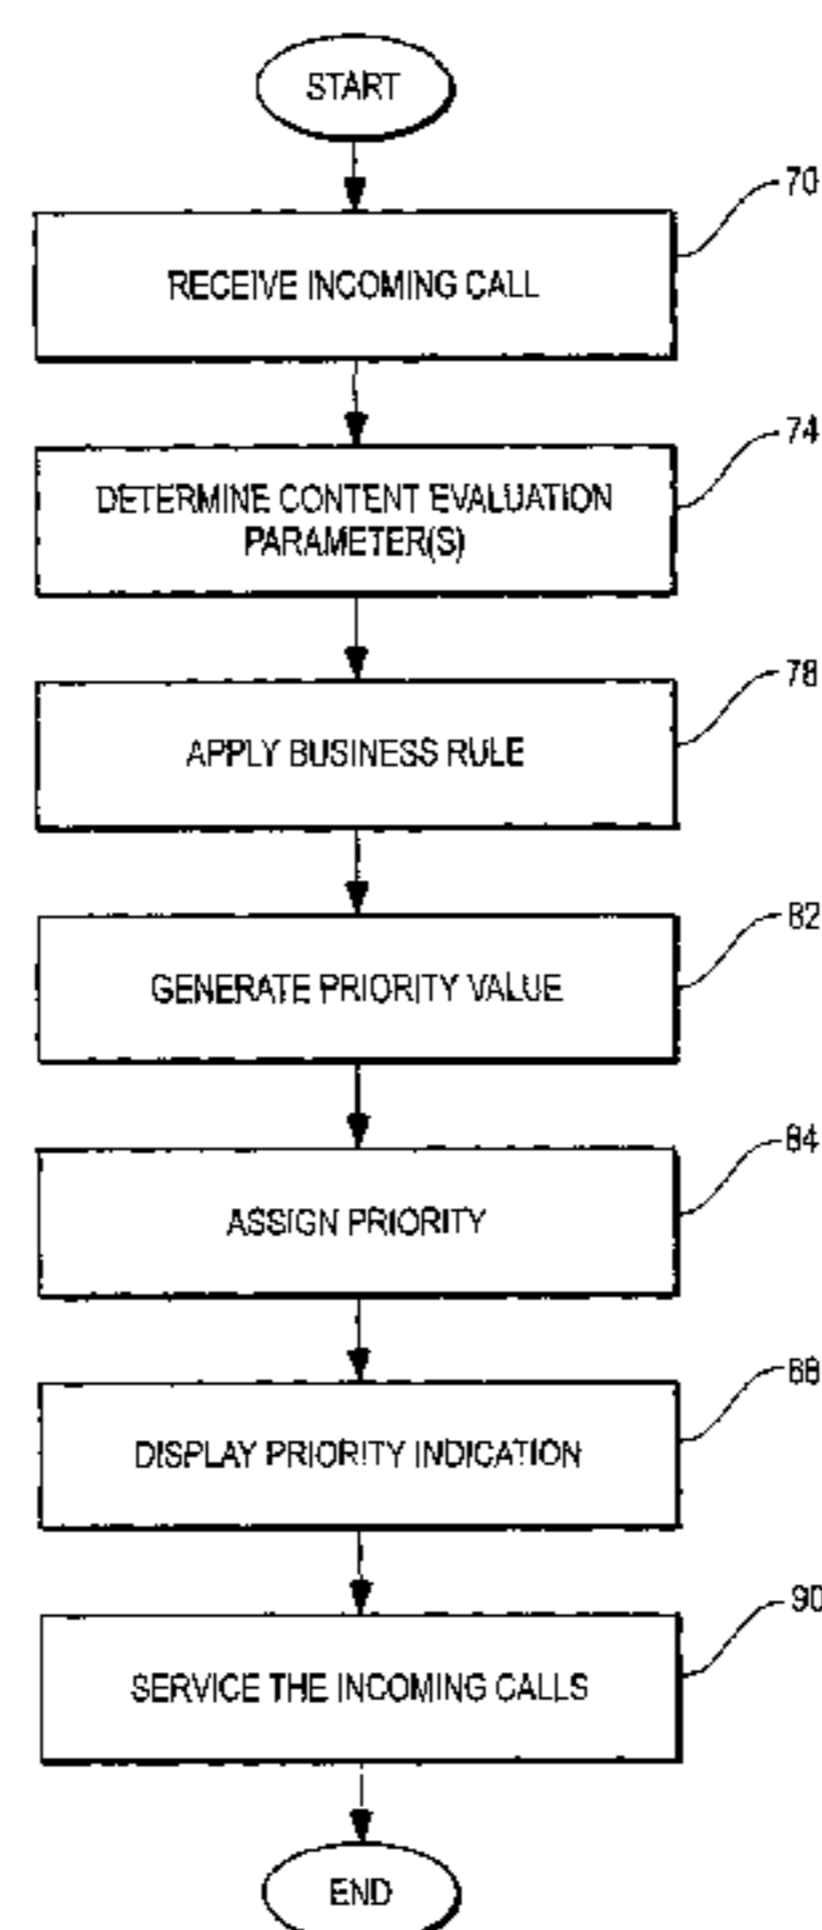 START
70
RECEIVE INCOMING CALL
74
DETERMINE CONTENT EVALUATION
PARAMETER(S)
78
APPLY BUSINESS RULE
82
GENERATE PRIORITY VALUE
84
ASSIGN PRIORITY
DISPLAY PRIORITY INDICATION
90
SERVICE THE INCOMING CALLS
END